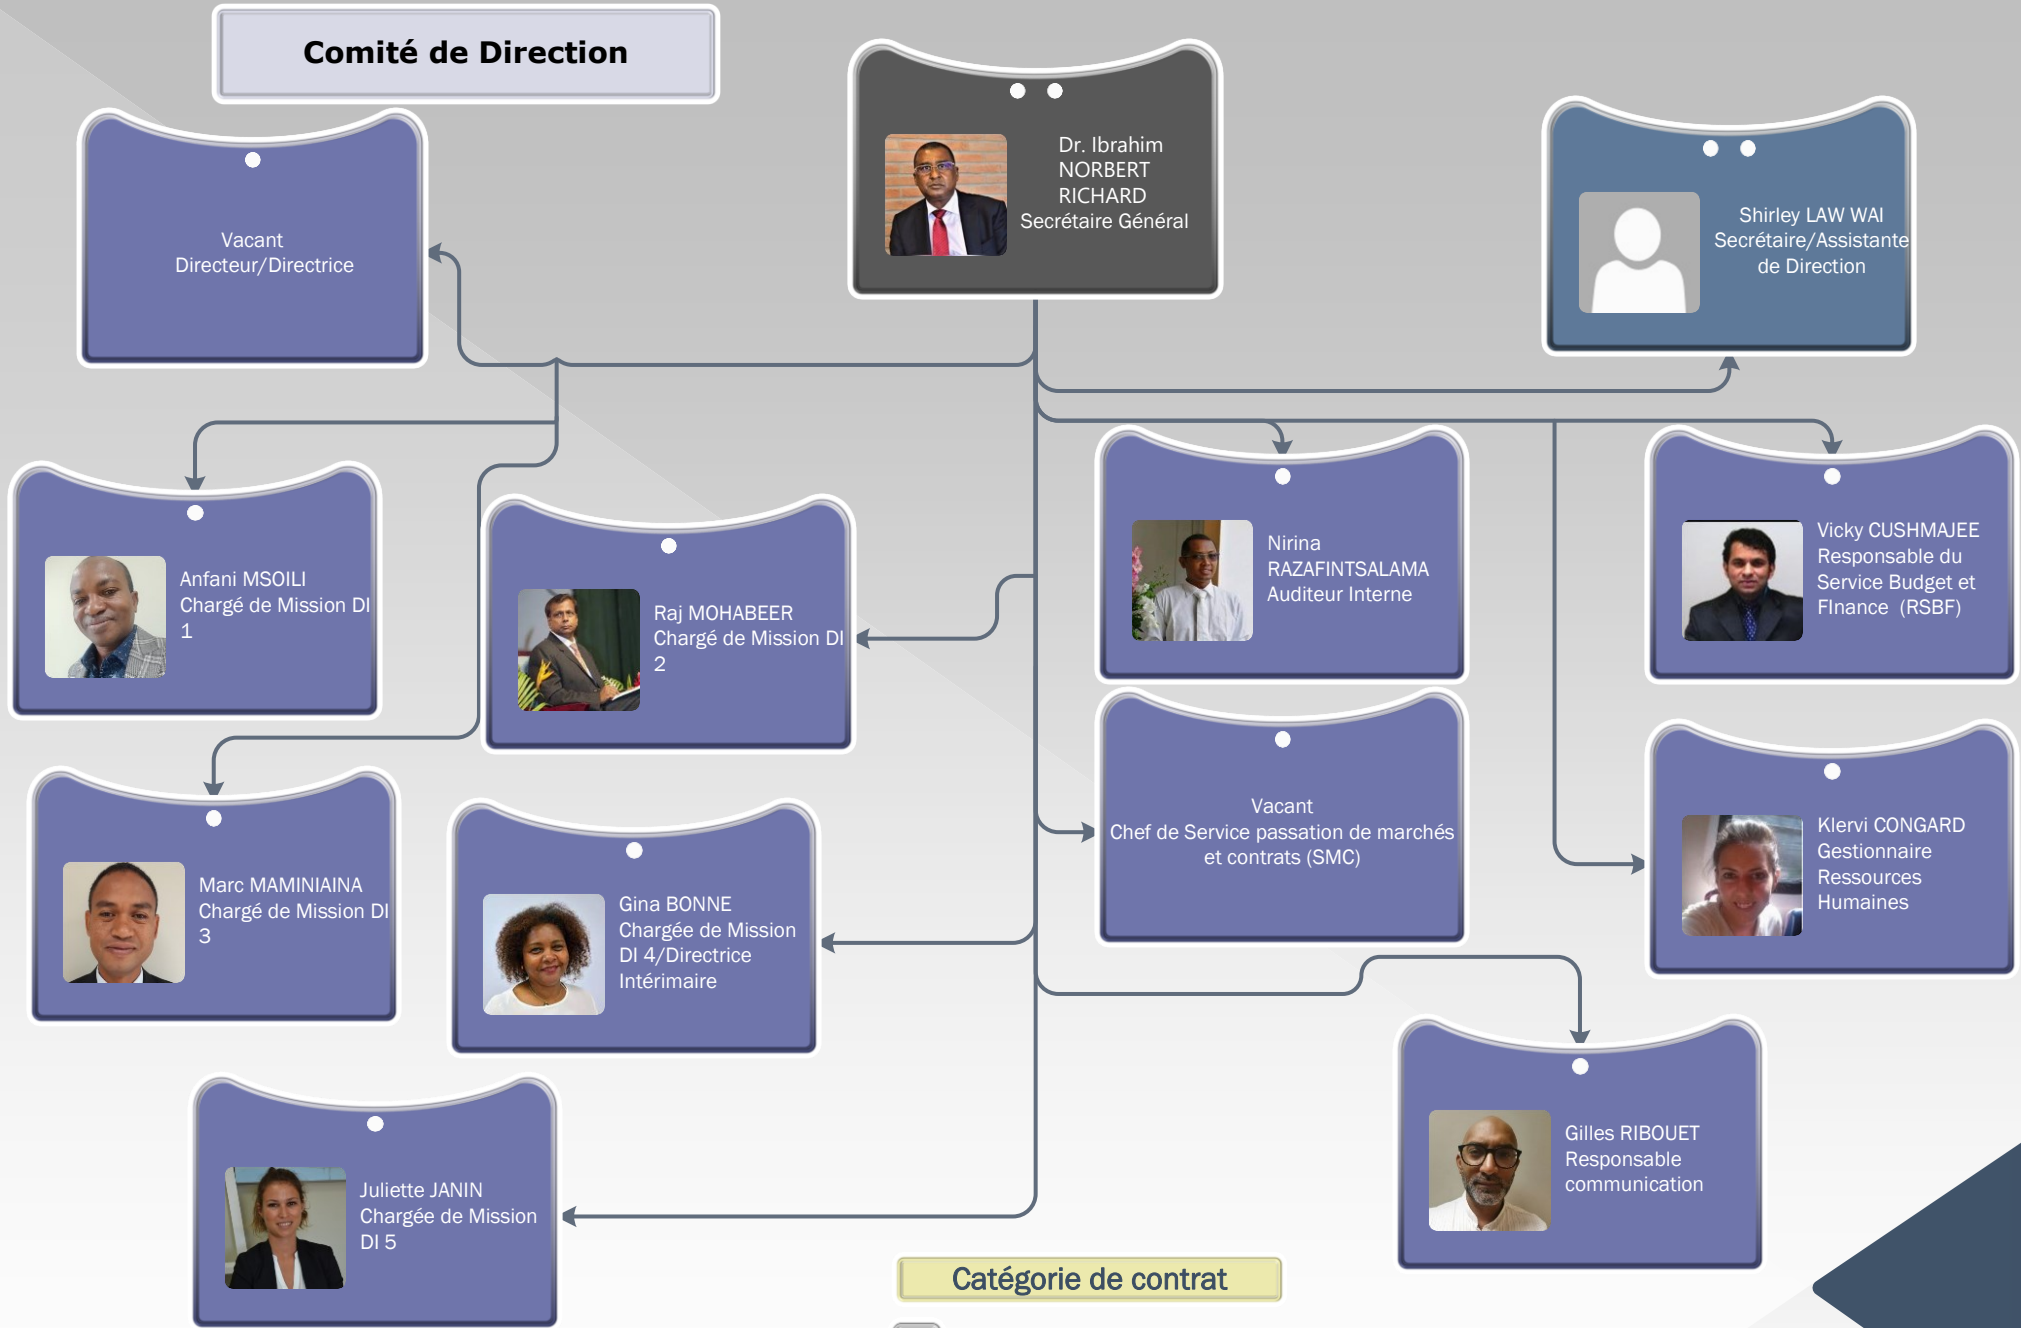 Comité de Direction
Dr. Ibrahim
NORBERT
RICHARD
Secrétaire Général
Shirley LAW WAI
Secrétaire/Assistante
de Direction
Vacant
Directeur/Directrice
Anfani MSOILI
Chargé de Mission DI
1
Raj MOHABEER
Chargé de Mission DI
2
Nirina
RAZAFINTSALAMA
Auditeur Interne
Vicky CUSHMAJEE
Responsable du
Service Budget et
FInance (RSBF)
Marc MAMINIAINA
Chargé de Mission DI
3
Gina BONNE
Chargée de Mission
DI 4/Directrice
Intérimaire
Vacant
Chef de Service passation de marchés
et contrats (SMC)
Klervi CONGARD
Gestionnaire
Ressources
Humaines
Juliette JANIN
Chargée de Mission
DI 5
Gilles RIBOUET
Responsable
communication
Catégorie de contrat